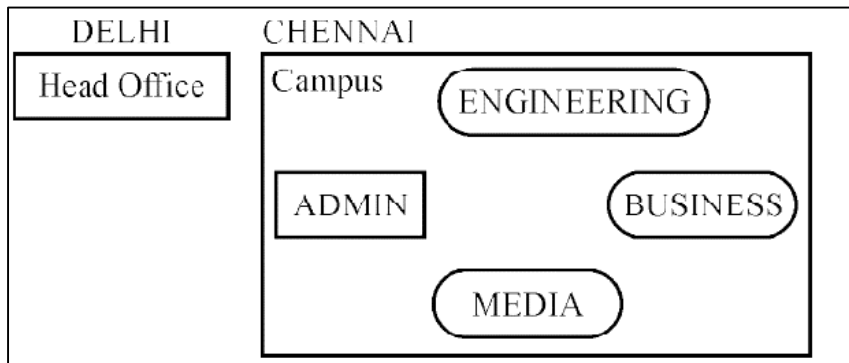 DELHI
Head Office
CHENNAI
Campus
ENGINEERING
ADMIN
BUSINESS
MEDIA